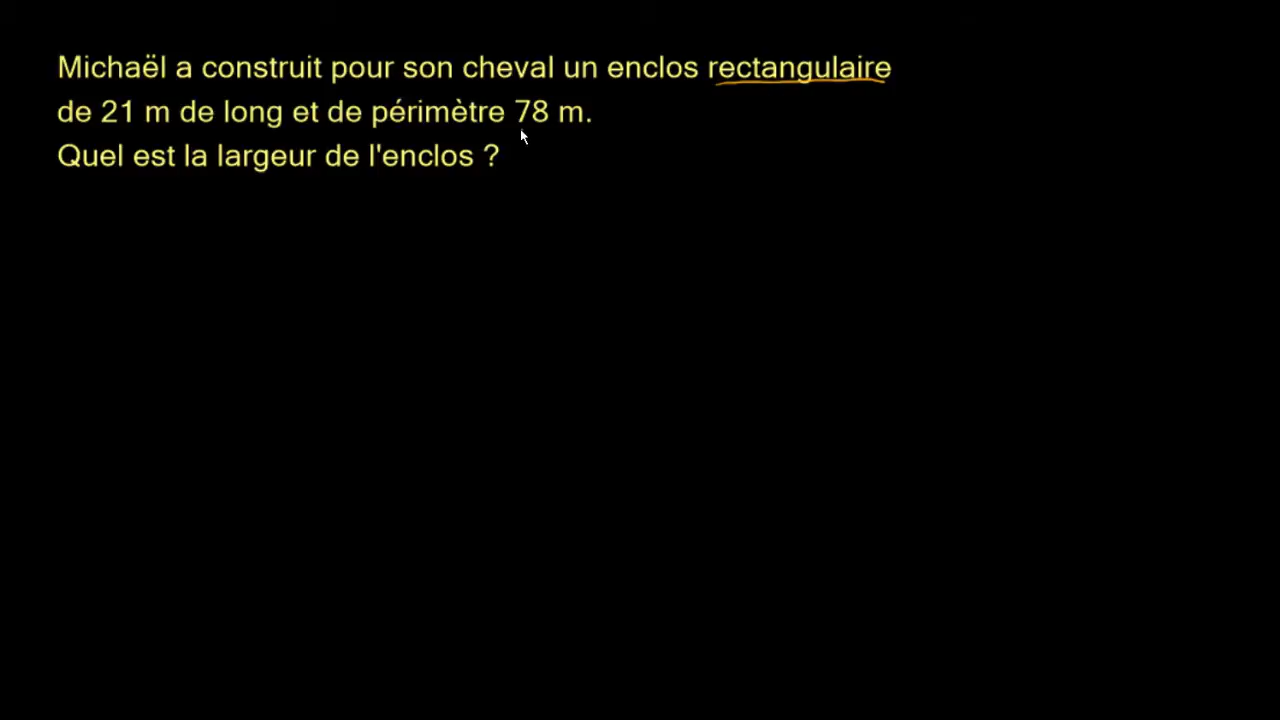 Michaël a construit pour son cheval un enclos rectangulaire
de 21 m de long et de périmètre 78 m.
Quel est la largeur de l'enclos ?